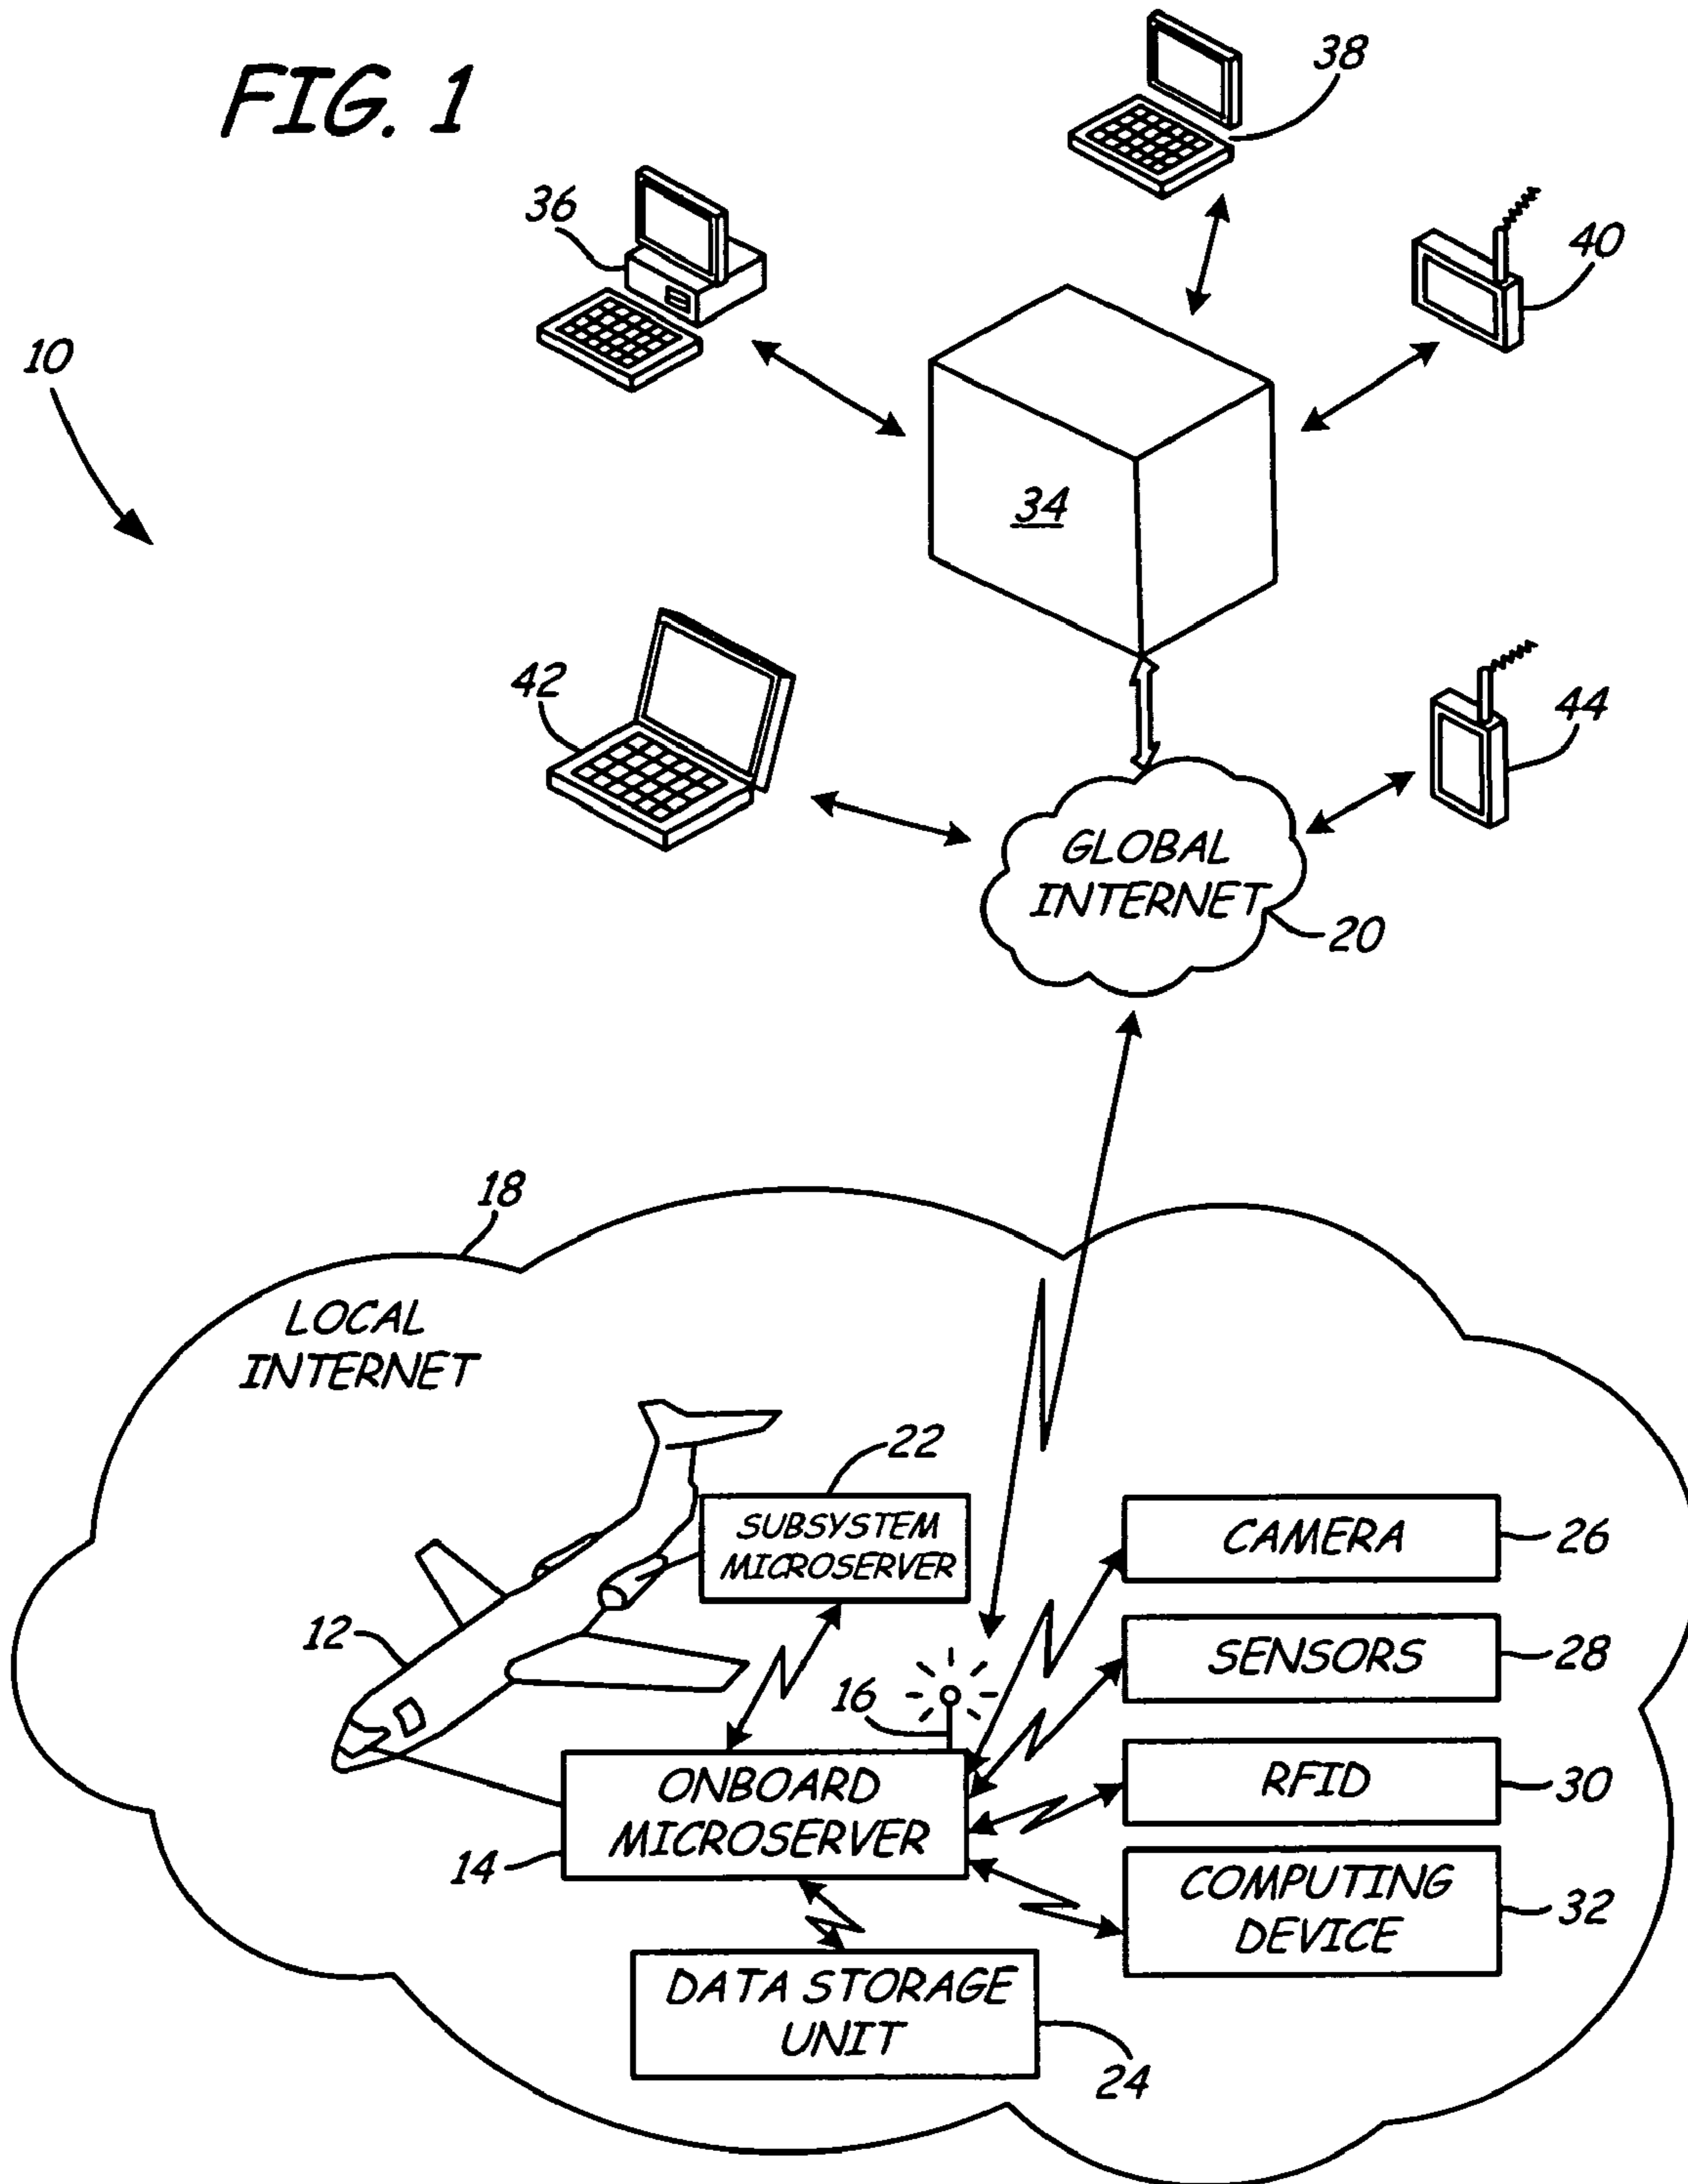 FIG. 1
38
36
40
10
34
42
44
GLOBAL
INTERNET
20
18
LOCAL
INTERNET
22
SUBSYSTEM
MICROSERVER
CAMERA
26
12
SENSORS
28
16
ONBOARD
MICROSERVER
RFID
30
14
COMPUTING
DEVICE
32
DATA STORAGE
UNIT
24